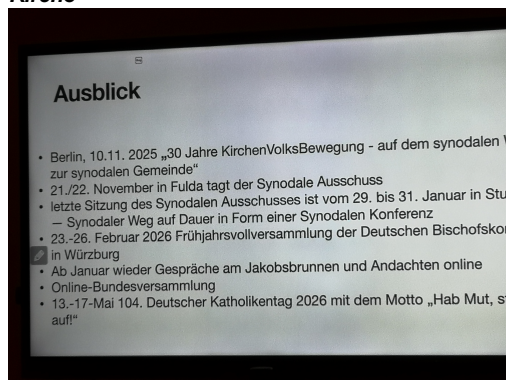 Kirche
Ausblick
• Berlin, 10.11. 2025 „30 Jahre KirchenVolksBewegung - auf dem synodalen
zur synodalen Gemeinde“
• 21./22. November in Fulda tagt der Synodale Ausschuss
• letzte Sitzung des Synodalen Ausschusses ist vom 29. bis 31. Januar in
— Synodaler Weg auf Dauer in Form einer Synodalen Konferenz
• 23.-26. Februar 2026 Frühjahrsvollversammlung der Deutschen
in Würzburg
• Ab Januar wieder Gespräche am Jakobsbrunnen und Andachten online
• Online-Bundesversammlung
• 13.-17-Mai 104. Deutscher Katholikentag 2026 mit dem Motto „Hab Mut,
auf!“